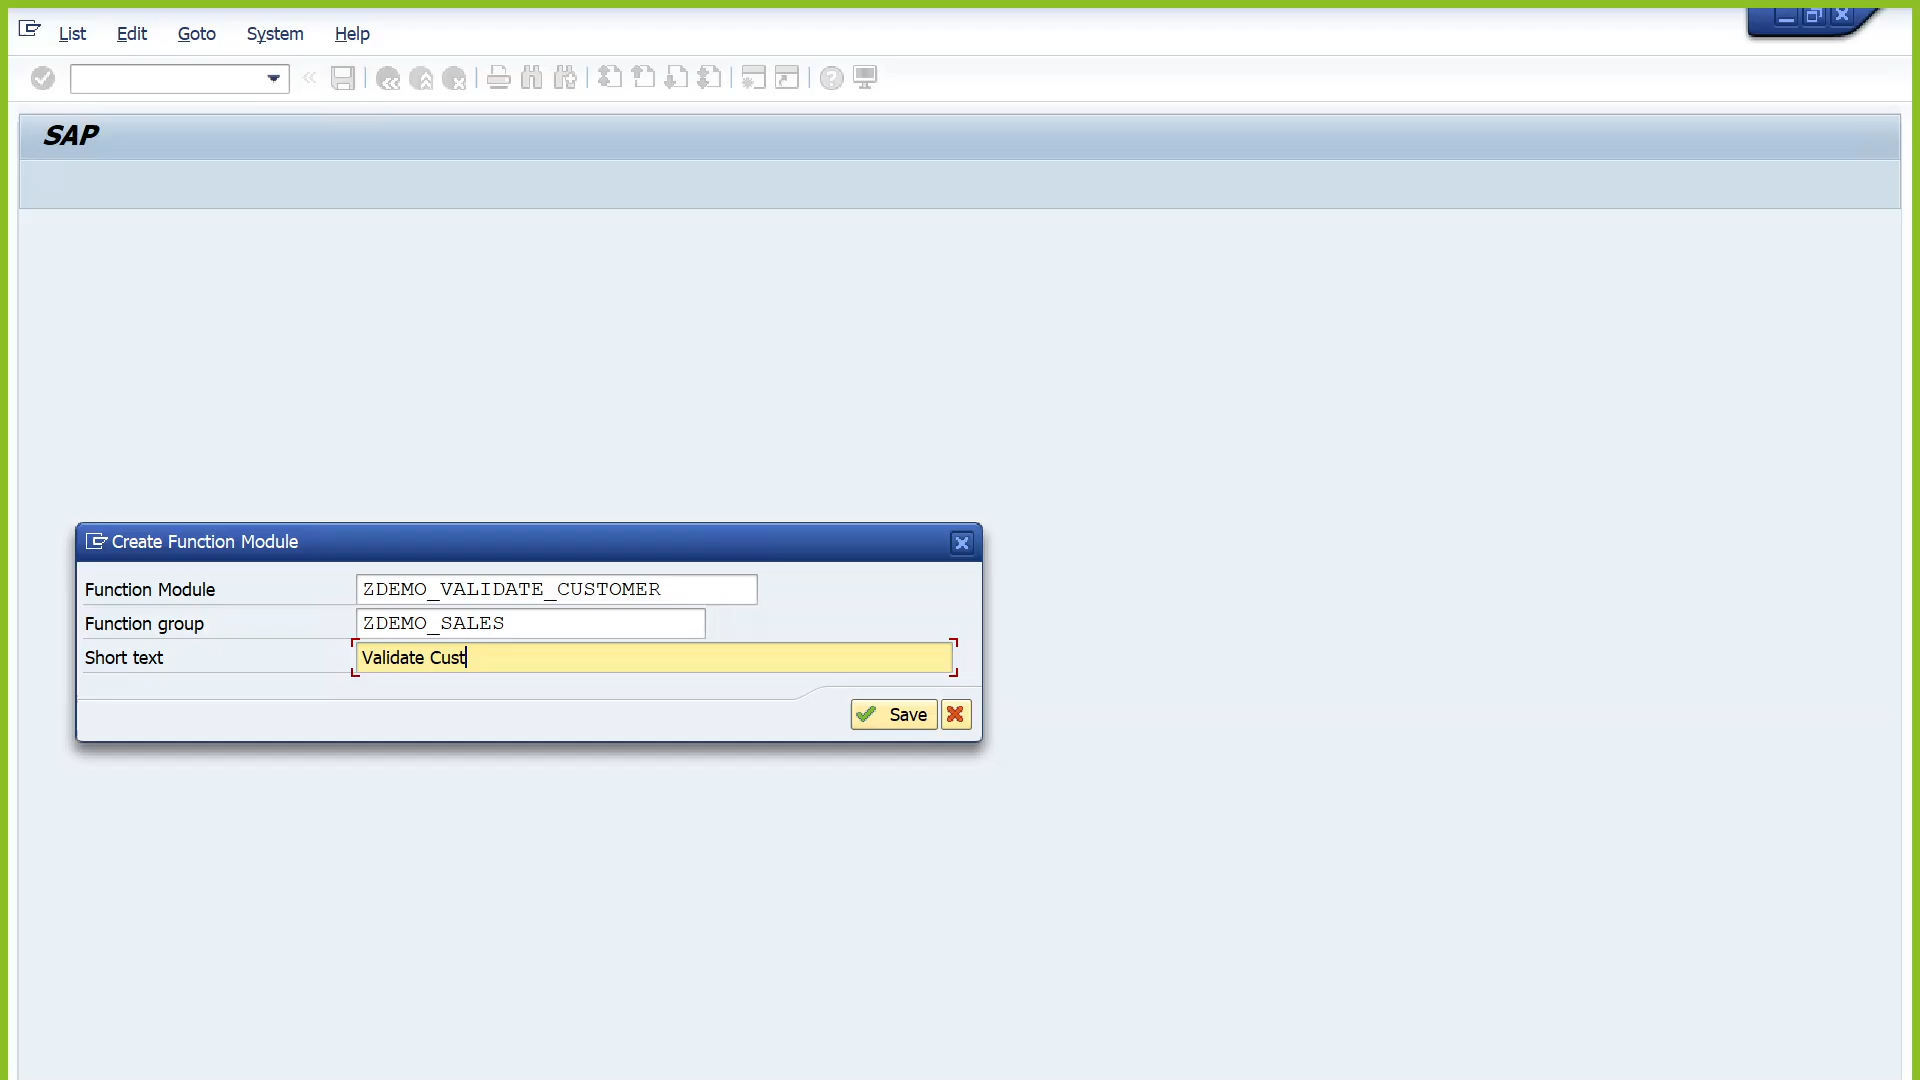 List Edit Goto System Help
SAP
Create Function Module
Function Module ZDEMO_VALIDATE_CUSTOMER
Function group ZDEMO_SALES
Short text Validate Cust
Save